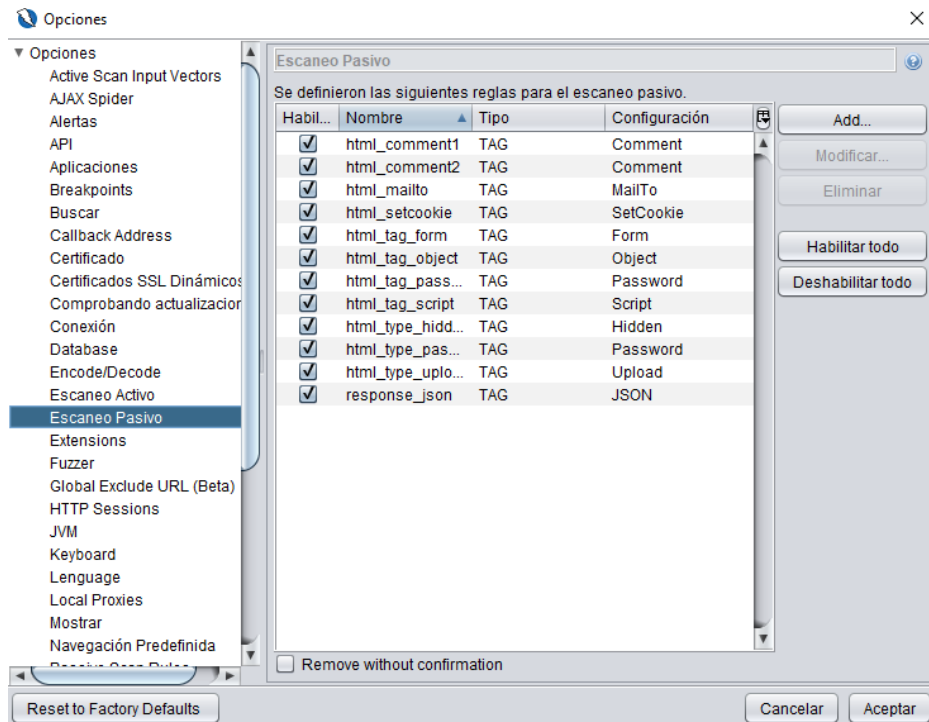 Opciones
Opciones
Active Scan Input Vectors
AJAX Spider
Alertas
API
Aplicaciones
Breakpoints
Buscar
Callback Address
Certificado
Certificados SSL Dinámicos
Comprobando actualizacion
Conexión
Database
Encode/Decode
Escaneo Activo
Escaneo Pasivo
Extensions
Fuzzer
Global Exclude URL (Beta)
HTTP Sessions
JVM
Keyboard
Lenguage
Local Proxies
Mostrar
Navegación Predefinida
Passive Scan Rules
Escaneo Pasivo
Se definieron las siguientes reglas para el escaneo pasivo.
Habil... Nombre Tipo Configuración
html_comment1 TAG Comment
html_comment2 TAG Comment
html_mailto TAG MailTo
html_setcookie TAG SetCookie
html_tag_form TAG Form
html_tag_object TAG Object
html_tag_pass... TAG Password
html_tag_script TAG Script
html_type_hidd... TAG Hidden
html_type_pas... TAG Password
html_type_uplo... TAG Upload
response_json TAG JSON
Remove without confirmation
Add...
Modificar...
Eliminar
Habilitar todo
Deshabilitar todo
Reset to Factory Defaults
Cancelar
Aceptar